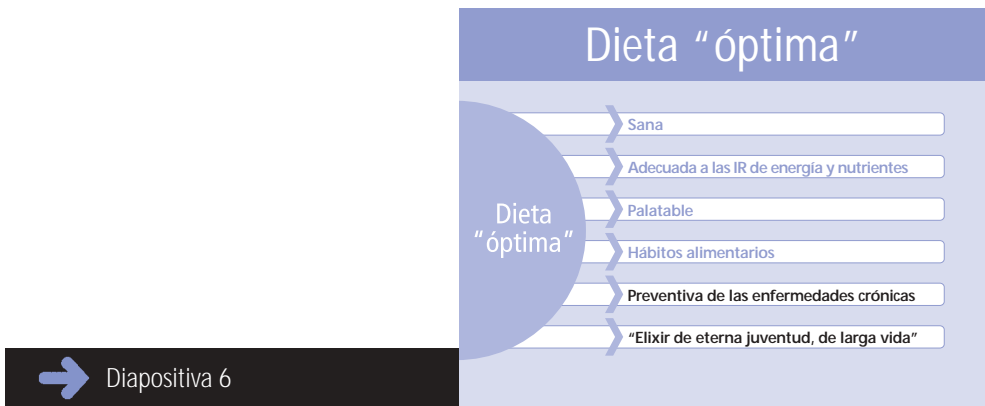 Dieta “óptima”
Sana
Adecuada a las IR de energía y nutrientes
Palatable
Dieta
“óptima”
Hábitos alimentarios
Preventiva de las enfermedades crónicas
“Elixir de eterna juventud, de larga vida”
Diapositiva 6